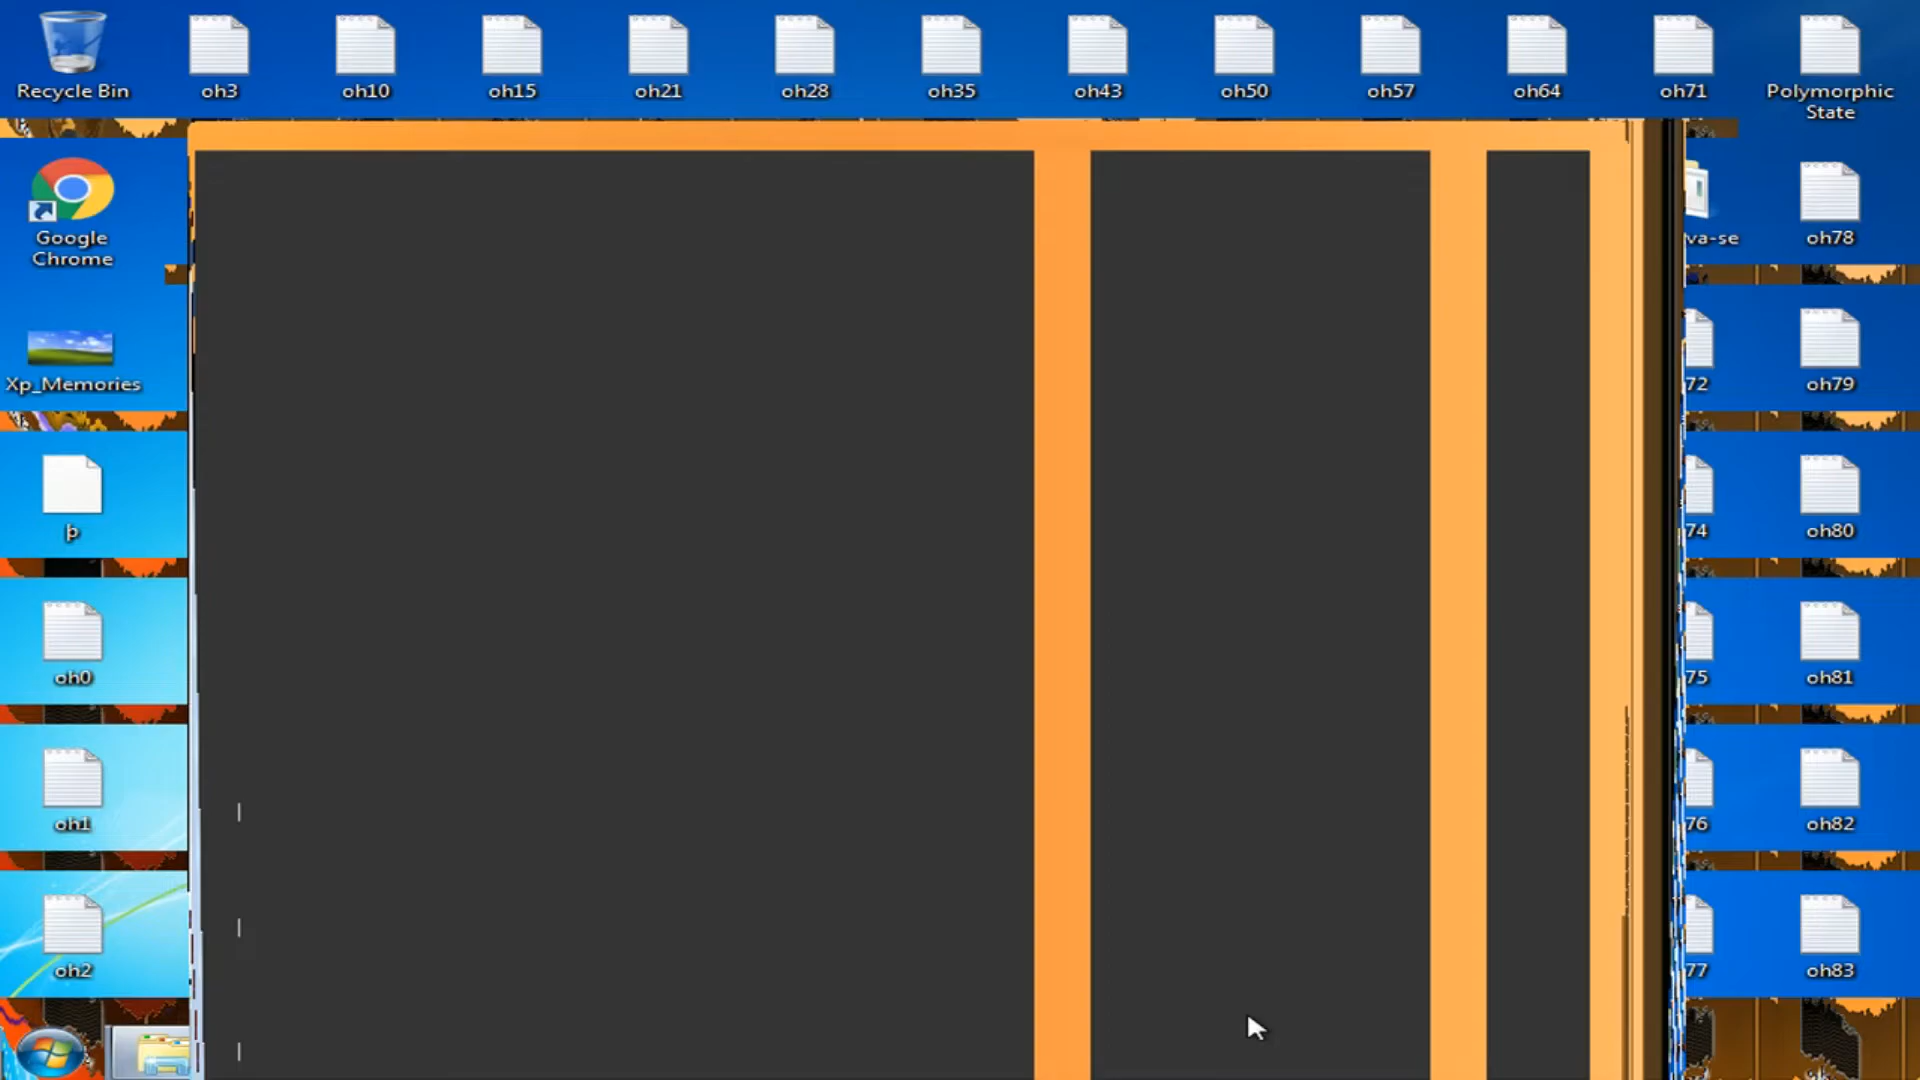 Recycle Bin
oh3
oh10
oh15
oh21
oh28
oh35
oh43
oh50
oh57
oh64
oh71
Polymorphic
State
Google
Chrome
va-se
oh78
Xp_Memories
72
oh79
þ
74
oh80
oh0
75
oh81
oh1
76
oh82
oh2
77
oh83